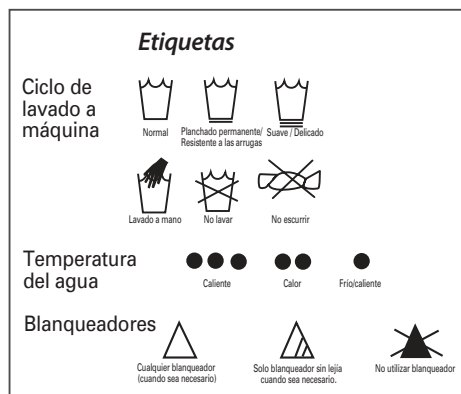 Etiquetas
Ciclo de
lavado a
máquina
Normal
Planchado permanente/
Resistente a las arrugas
Suave / Delicado
Lavado a mano
No lavar
No escurrir
Temperatura
del agua
Caliente
Calor
Frío/caliente
Blanqueadores
Cualquier blanqueador
(cuando sea necesario)
Solo blanqueador sin lejía
cuando sea necesario.
No utilizar blanqueador